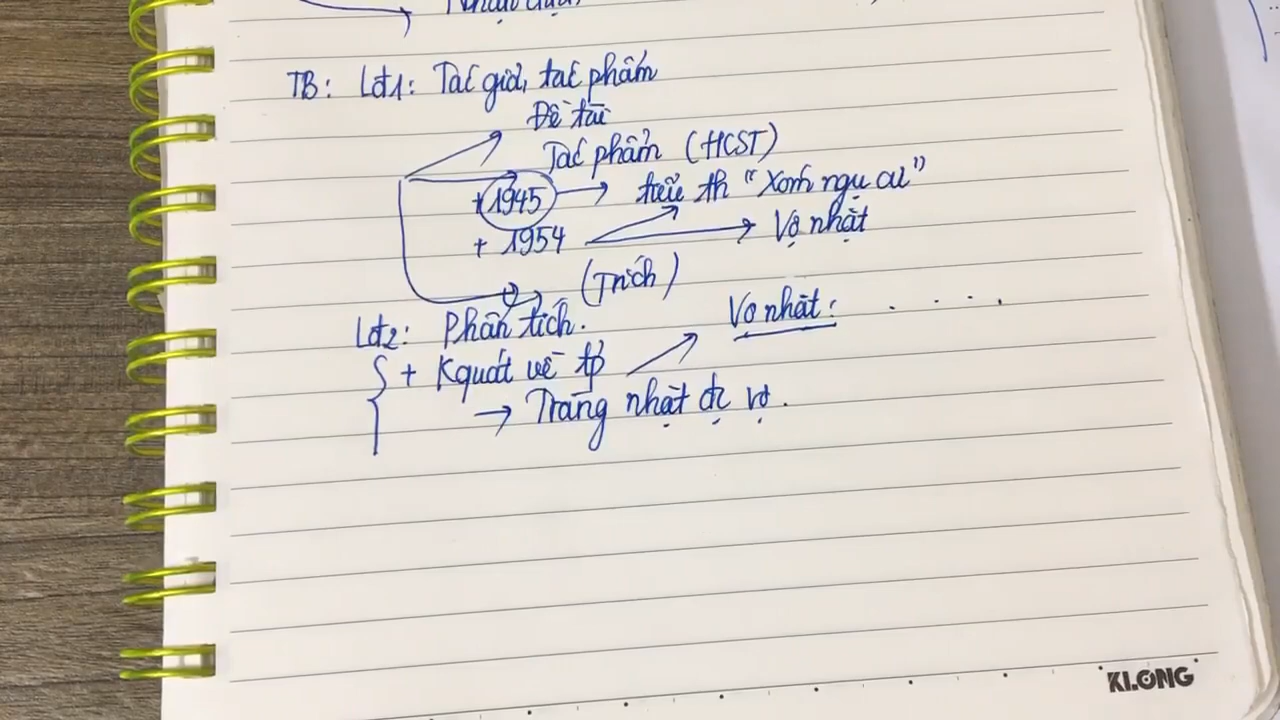 TB: Lđ1: Tác giả, tác phẩm
Đề tài
Tác phẩm (HCST)
+ 1945 → tiểu th "Xóm ngụ cư"
+ 1954 → Vợ nhặt
(Trích)
Lđ2: Phân tích.
Vợ nhặt: . . . .
{ + Kquát về tp
→ Tràng nhặt đc vợ.
KLONG